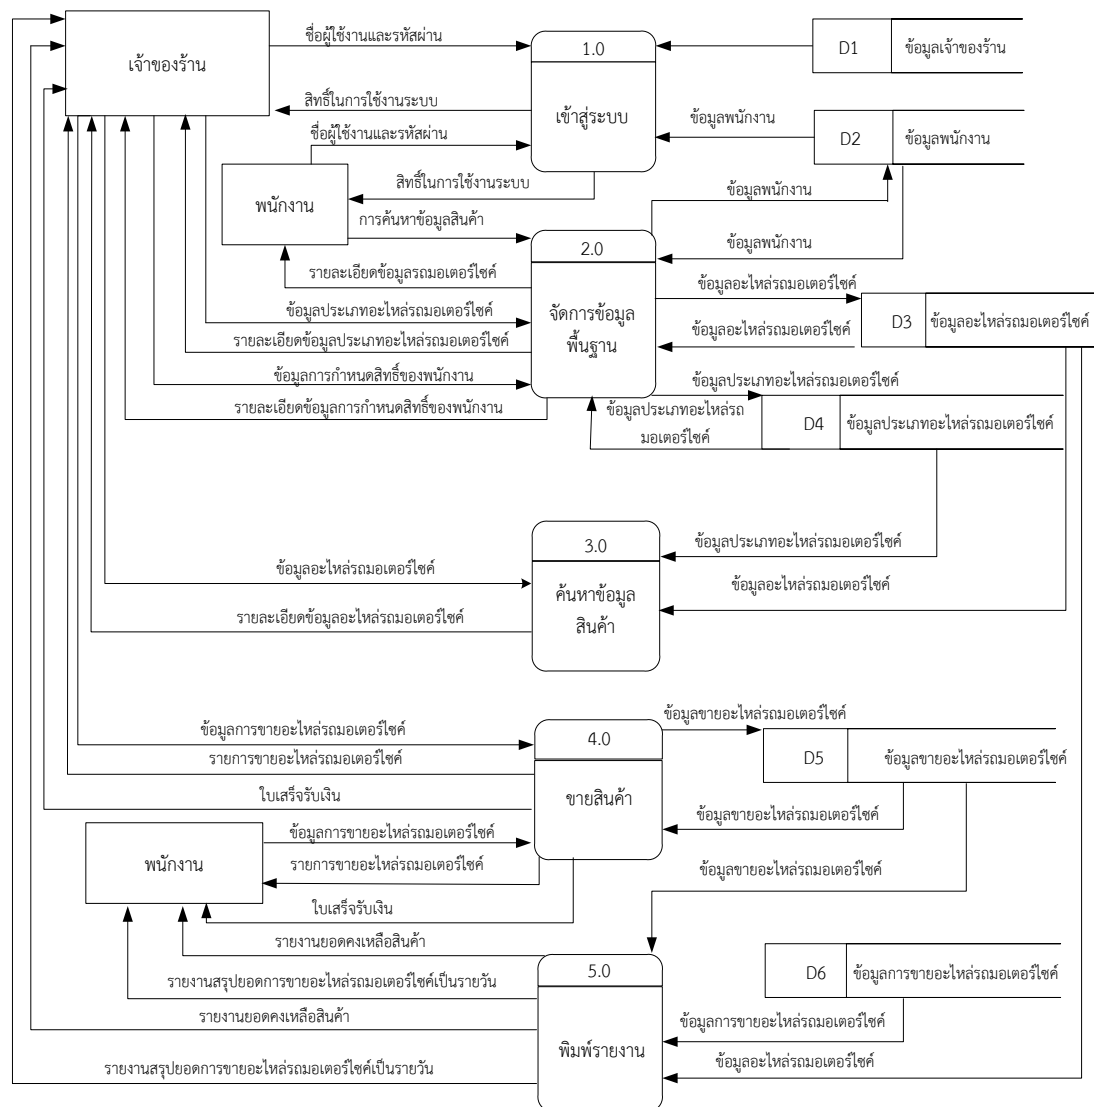 เจ้าของร้าน
ชื่อผู้ใช้งานและรหัสผ่าน
1.0
เข้าสู่ระบบ
D1
ข้อมูลเจ้าของร้าน
สิทธิ์ในการใช้งานระบบ
ชื่อผู้ใช้งานและรหัสผ่าน
ข้อมูลพนักงาน
D2
ข้อมูลพนักงาน
สิทธิ์ในการใช้งานระบบ
พนักงาน
การค้นหาข้อมูลสินค้า
ข้อมูลพนักงาน
ข้อมูลพนักงาน
2.0
จัดการข้อมูล
พื้นฐาน
รายละเอียดข้อมูลรถมอเตอร์ไซค์
ข้อมูลอะไหล่รถมอเตอร์ไซค์
ข้อมูลประเภทอะไหล่รถมอเตอร์ไซค์
D3
ข้อมูลอะไหล่รถมอเตอร์ไซค์
ข้อมูลอะไหล่รถมอเตอร์ไซค์
รายละเอียดข้อมูลประเภทอะไหล่รถมอเตอร์ไซค์
ข้อมูลการกำหนดสิทธิ์ของพนักงาน
ข้อมูลประเภทอะไหล่รถมอเตอร์ไซค์
รายละเอียดข้อมูลการกำหนดสิทธิ์ของพนักงาน
ข้อมูลประเภทอะไหล่รถ
มอเตอร์ไซค์
D4
ข้อมูลประเภทอะไหล่รถมอเตอร์ไซค์
3.0
ค้นหาข้อมูล
สินค้า
ข้อมูลประเภทอะไหล่รถมอเตอร์ไซค์
ข้อมูลอะไหล่รถมอเตอร์ไซค์
ข้อมูลอะไหล่รถมอเตอร์ไซค์
รายละเอียดข้อมูลอะไหล่รถมอเตอร์ไซค์
ข้อมูลขายอะไหล่รถมอเตอร์ไซค์
ข้อมูลการขายอะไหล่รถมอเตอร์ไซค์
4.0
ขายสินค้า
รายการขายอะไหล่รถมอเตอร์ไซค์
D5
ข้อมูลขายอะไหล่รถมอเตอร์ไซค์
ใบเสร็จรับเงิน
ข้อมูลขายอะไหล่รถมอเตอร์ไซค์
ข้อมูลการขายอะไหล่รถมอเตอร์ไซค์
พนักงาน
รายการขายอะไหล่รถมอเตอร์ไซค์
ข้อมูลขายอะไหล่รถมอเตอร์ไซค์
ใบเสร็จรับเงิน
รายงานยอดคงเหลือสินค้า
5.0
พิมพ์รายงาน
D6
ข้อมูลการขายอะไหล่รถมอเตอร์ไซค์
รายงานสรุปยอดการขายอะไหล่รถมอเตอร์ไซค์เป็นรายวัน
รายงานยอดคงเหลือสินค้า
ข้อมูลการขายอะไหล่รถมอเตอร์ไซค์
ข้อมูลอะไหล่รถมอเตอร์ไซค์
รายงานสรุปยอดการขายอะไหล่รถมอเตอร์ไซค์เป็นรายวัน